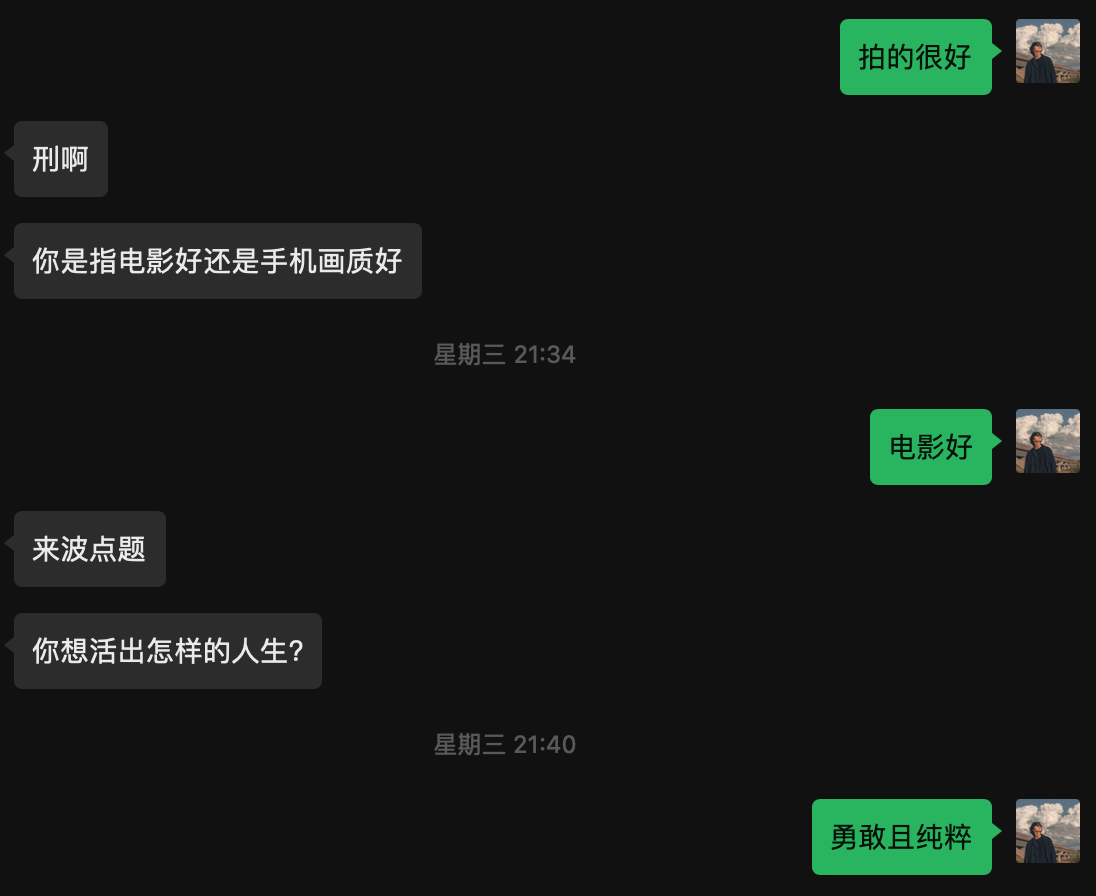 拍的很好
刑啊
你是指电影好还是手机画质好
星期三 21:34
电影好
来波点题
你想活出怎样的人生?
星期三 21:40
勇敢且纯粹